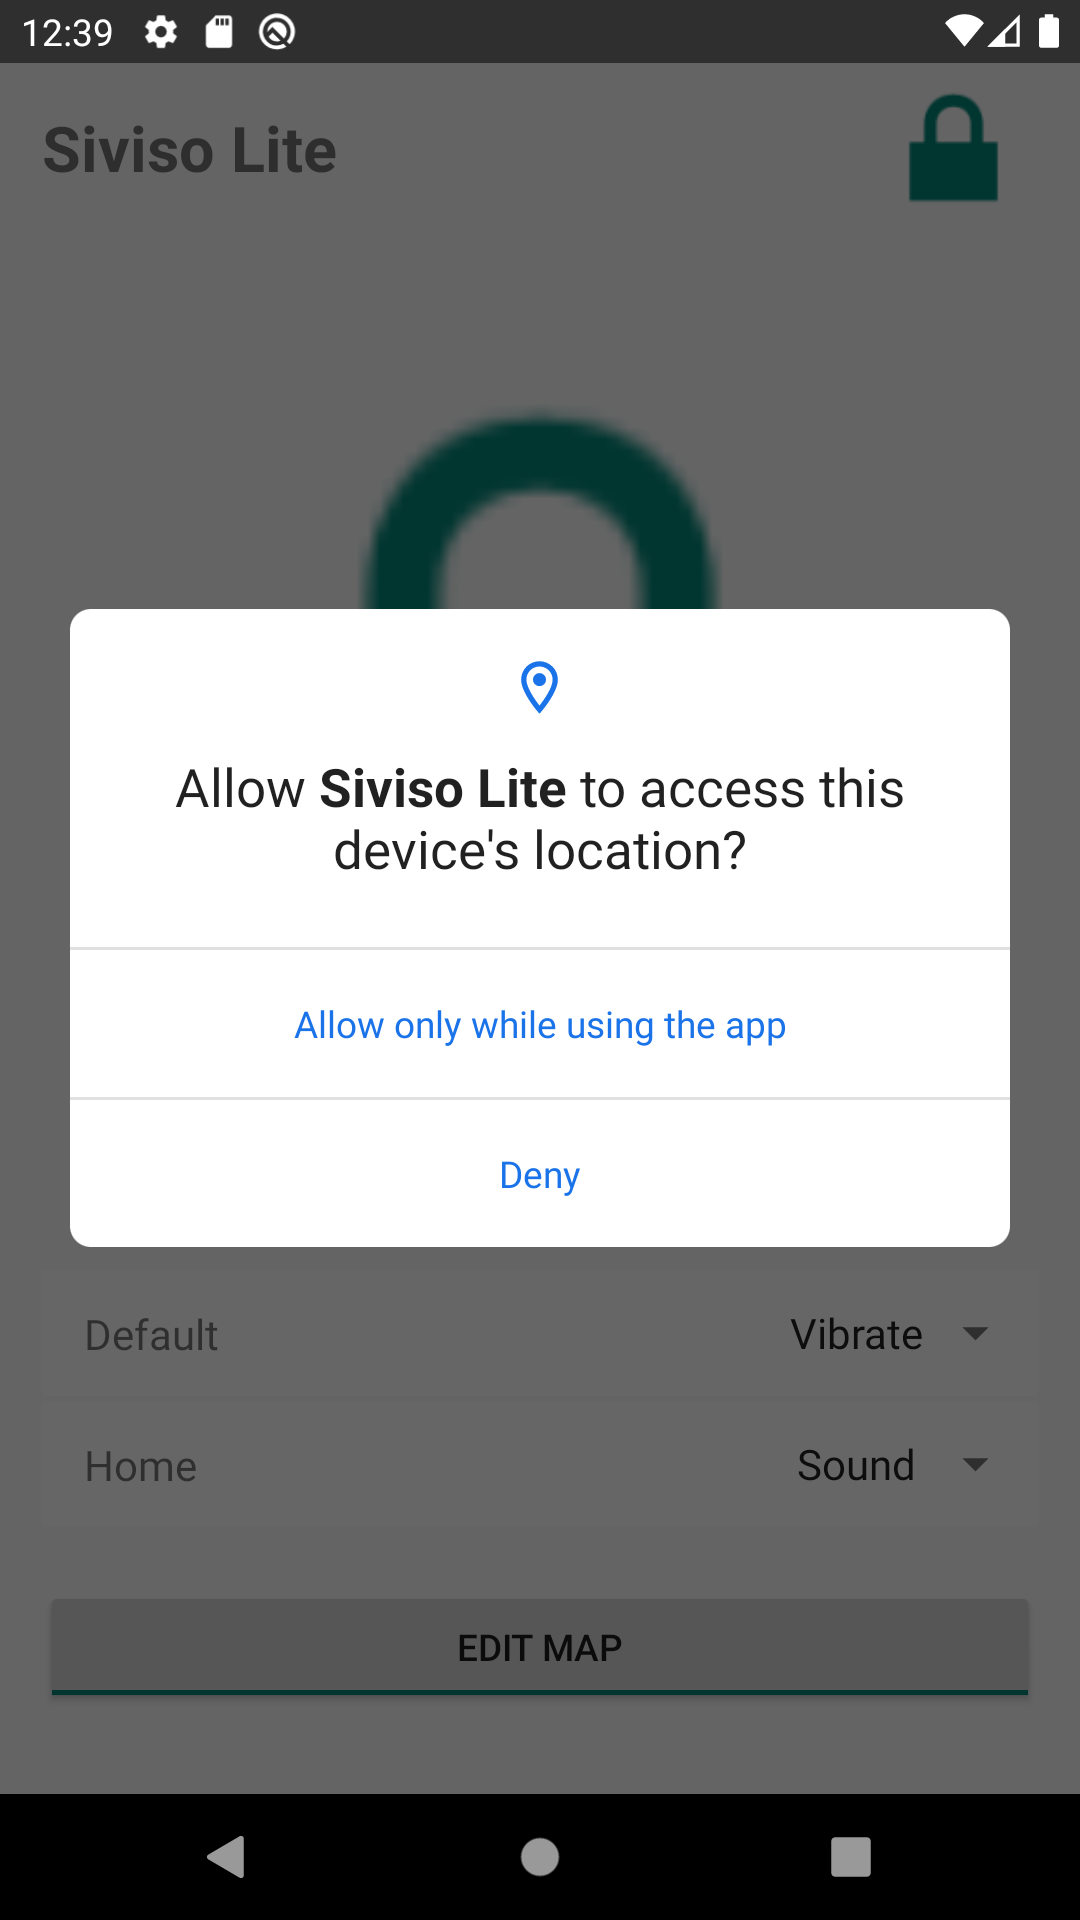 12:39
Siviso Lite
Allow Siviso Lite to access this
device's location?
Allow only while using the app
Deny
Default
Vibrate
Home
Sound
EDIT MAP